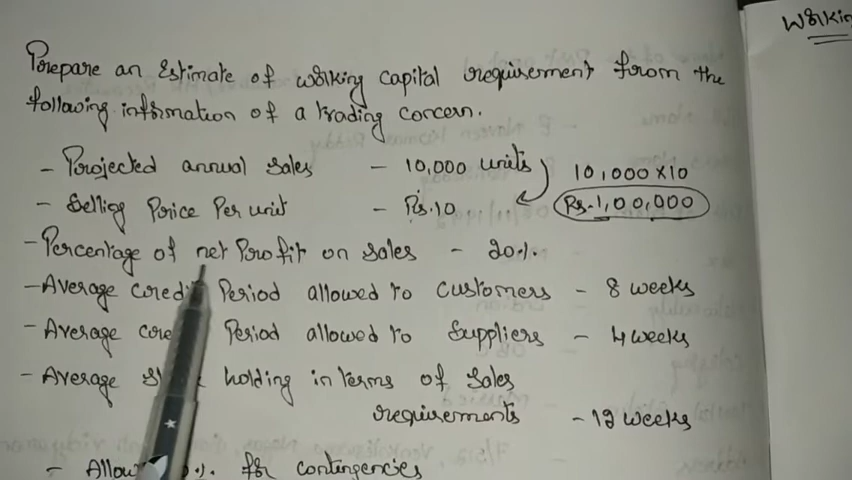 Prepare an Estimate of working capital requirement from the
following information of a trading concern.
- Projected annual sales - 10,000 units 10,000x10
- Selling Price Per unit - Rs.10 Rs.1,00,000
- Percentage of net Profit on sales - 20%.
- Average credit Period allowed to customers - 8 weeks
- Average Period allowed to Suppliers - 4 weeks
- Average holding in terms of Sales
requirements - 12 weeks
- %. for contingencies